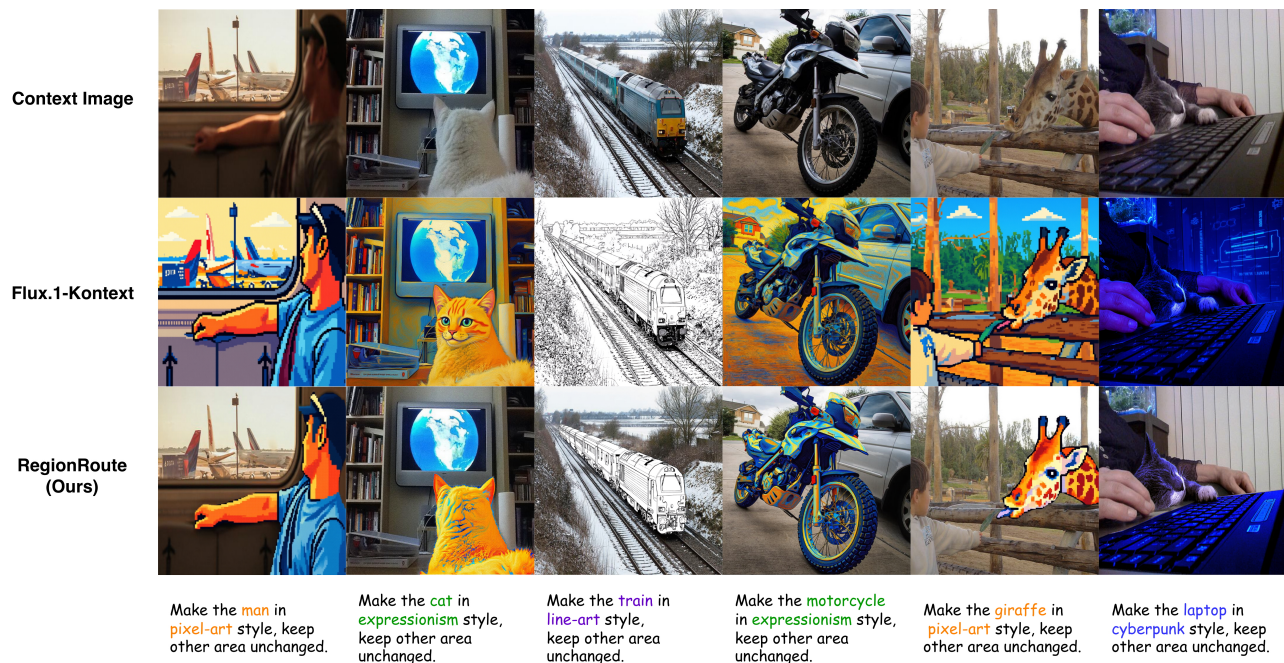 Context Image
Flux.1-Kontext
RegionRoute
(Ours)
Make the man in
pixel-art style, keep
other area unchanged.
Make the cat in
expressionism style,
keep other area
unchanged.
Make the train in
line-art style,
keep other area
unchanged.
Make the motorcycle
in expressionism style,
keep other area
unchanged.
Make the giraffe in
pixel-art style, keep
other area unchanged.
Make the laptop in
cyberpunk style, keep
other area unchanged.